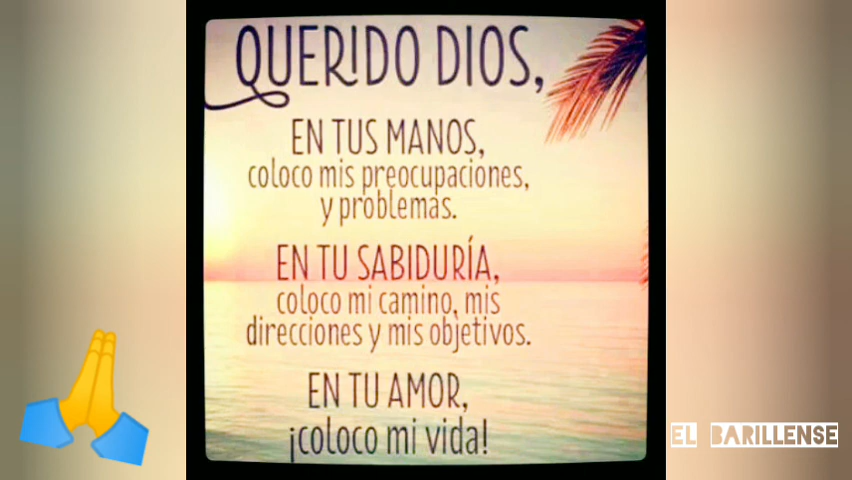 QUERIDO DIOS,
EN TUS MANOS,
coloco mis preocupaciones,
y problemas.
EN TU SABIDURÍA,
coloco mi camino, mis
direcciones y mis objetivos.
EN TU AMOR,
¡coloco mi vida!
EL BARILLENSE